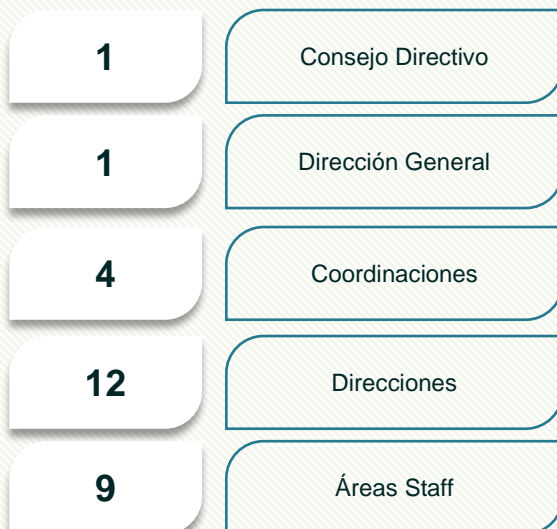 1 Consejo Directivo
1 Dirección General
4 Coordinaciones
12 Direcciones
9 Áreas Staff